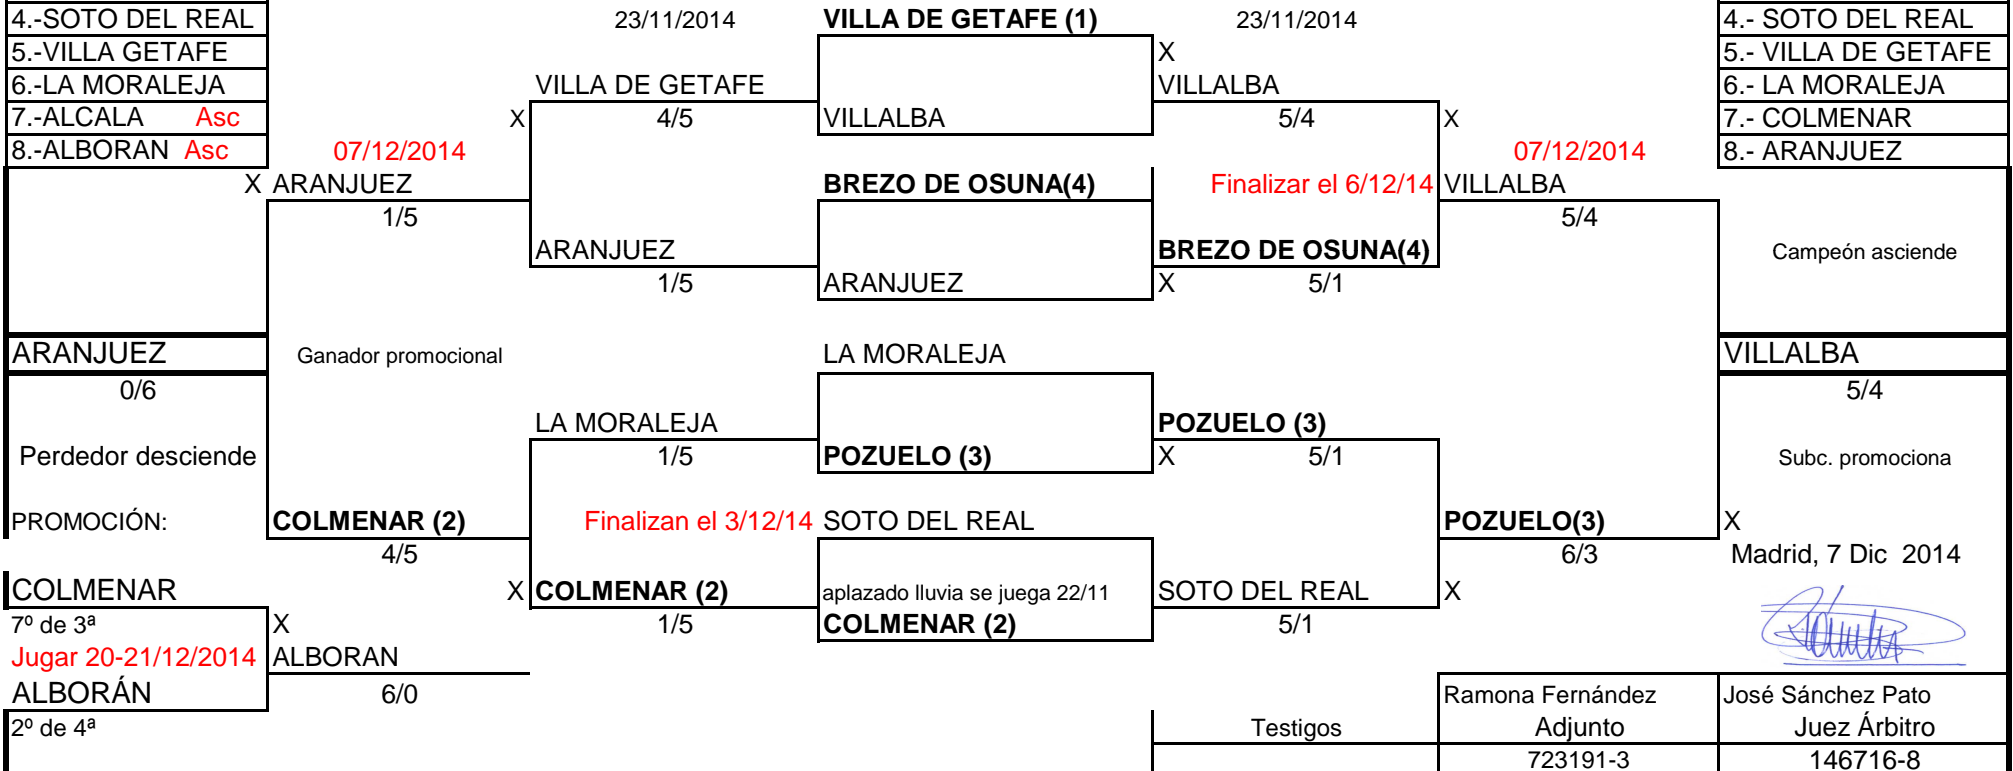 4.-SOTO DEL REAL 23/11/2014 VILLA DE GETAFE (1) 23/11/2014 4.- SOTO DEL REAL
5.-VILLA GETAFE X 5.- VILLA DE GETAFE
6.-LA MORALEJA VILLA DE GETAFE VILLALBA 6.- LA MORALEJA
7.-ALCALA Asc X 4/5 VILLALBA 5/4 X 7.- COLMENAR
8.-ALBORAN Asc 07/12/2014 07/12/2014 8.- ARANJUEZ
X ARANJUEZ BREZO DE OSUNA(4) Finalizar el 6/12/14 VILLALBA
1/5 5/4
ARANJUEZ BREZO DE OSUNA(4) Campeón asciende
1/5 ARANJUEZ X 5/1
ARANJUEZ Ganador promocional LA MORALEJA VILLALBA
0/6 5/4
LA MORALEJA POZUELO (3)
Perdedor desciende 1/5 POZUELO (3) X 5/1 Subc. promociona
PROMOCIÓN: COLMENAR (2) Finalizan el 3/12/14 SOTO DEL REAL POZUELO(3) X
4/5 6/3 Madrid, 7 Dic 2014
COLMENAR X COLMENAR (2) aplazado lluvia se juega 22/11 SOTO DEL REAL X
7º de 3ª X 1/5 COLMENAR (2) 5/1
Jugar 20-21/12/2014 ALBORAN
ALBORÁN 6/0 Ramona Fernández José Sánchez Pato
2º de 4ª Testigos Adjunto Juez Árbitro
723191-3 146716-8